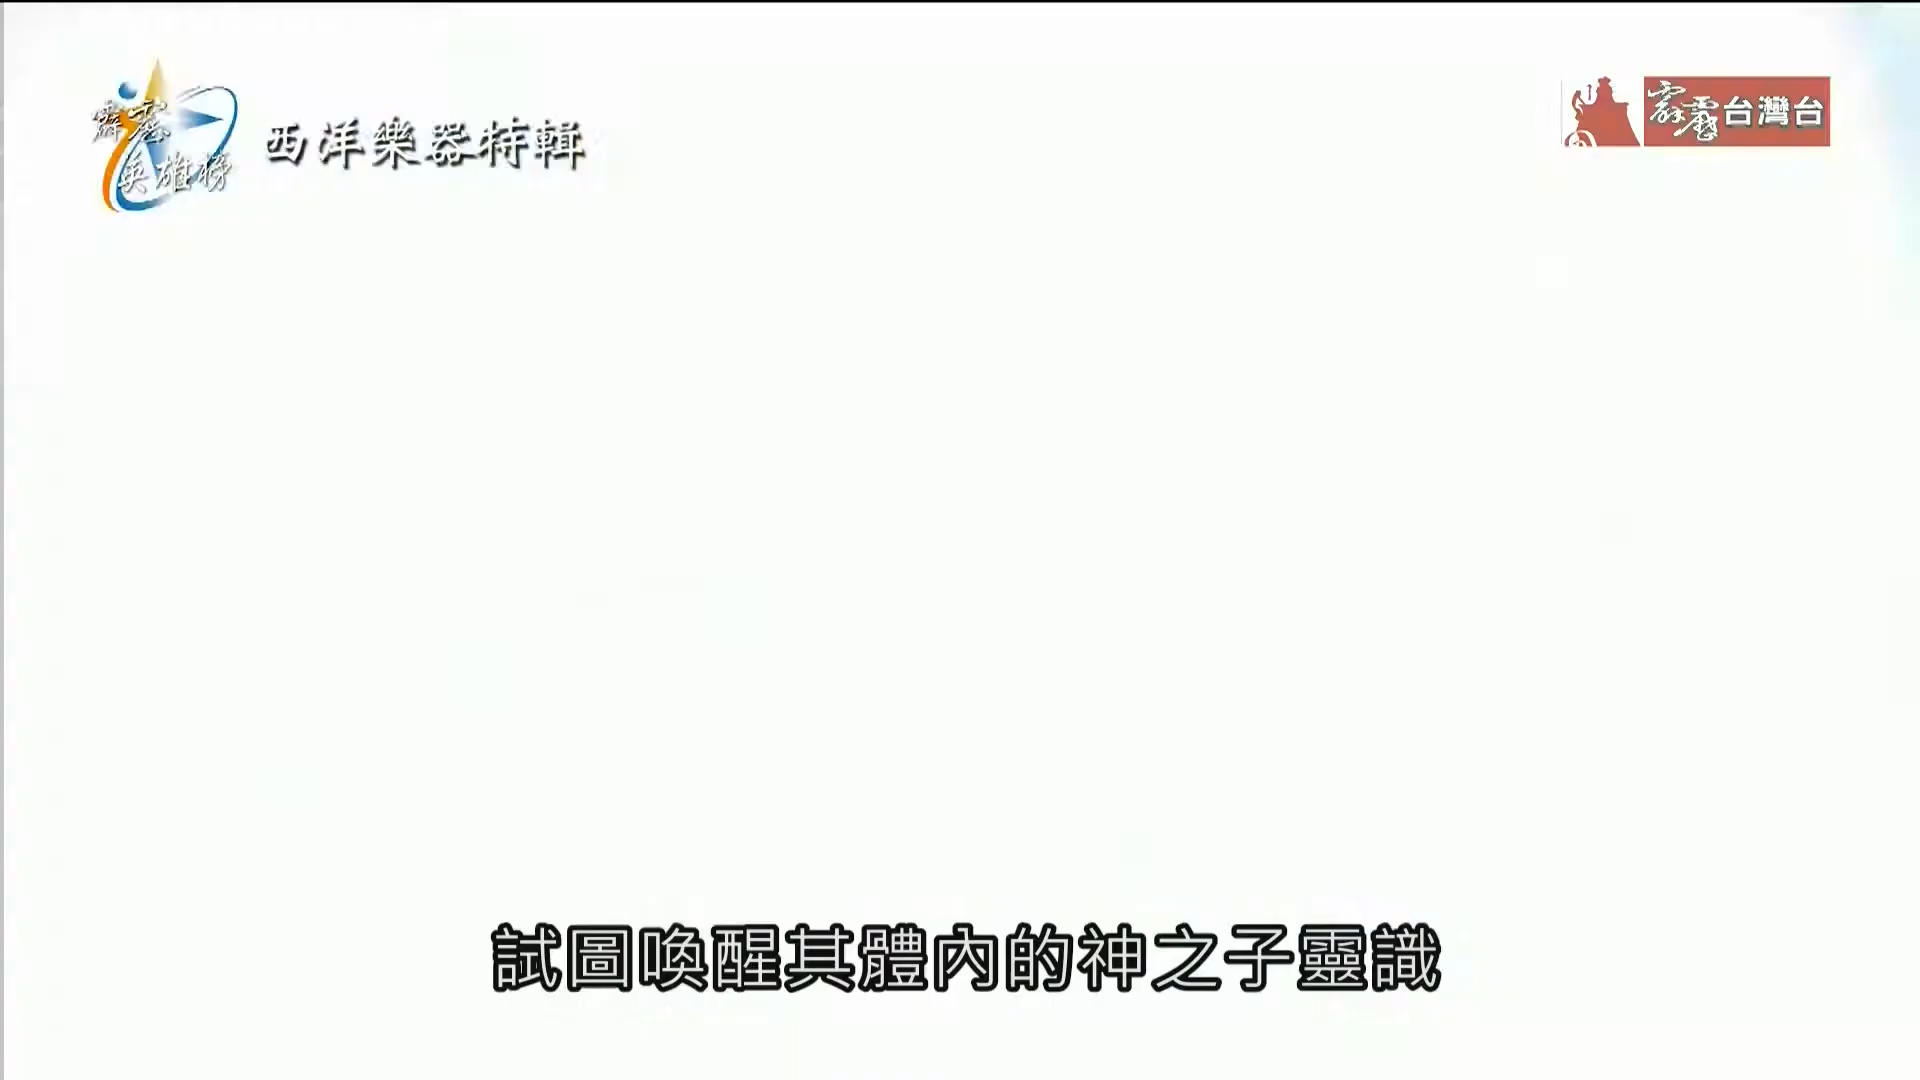 霹靂
英雄榜
西洋樂器特輯
霹靂台灣台
試圖喚醒其體內的神之子靈識